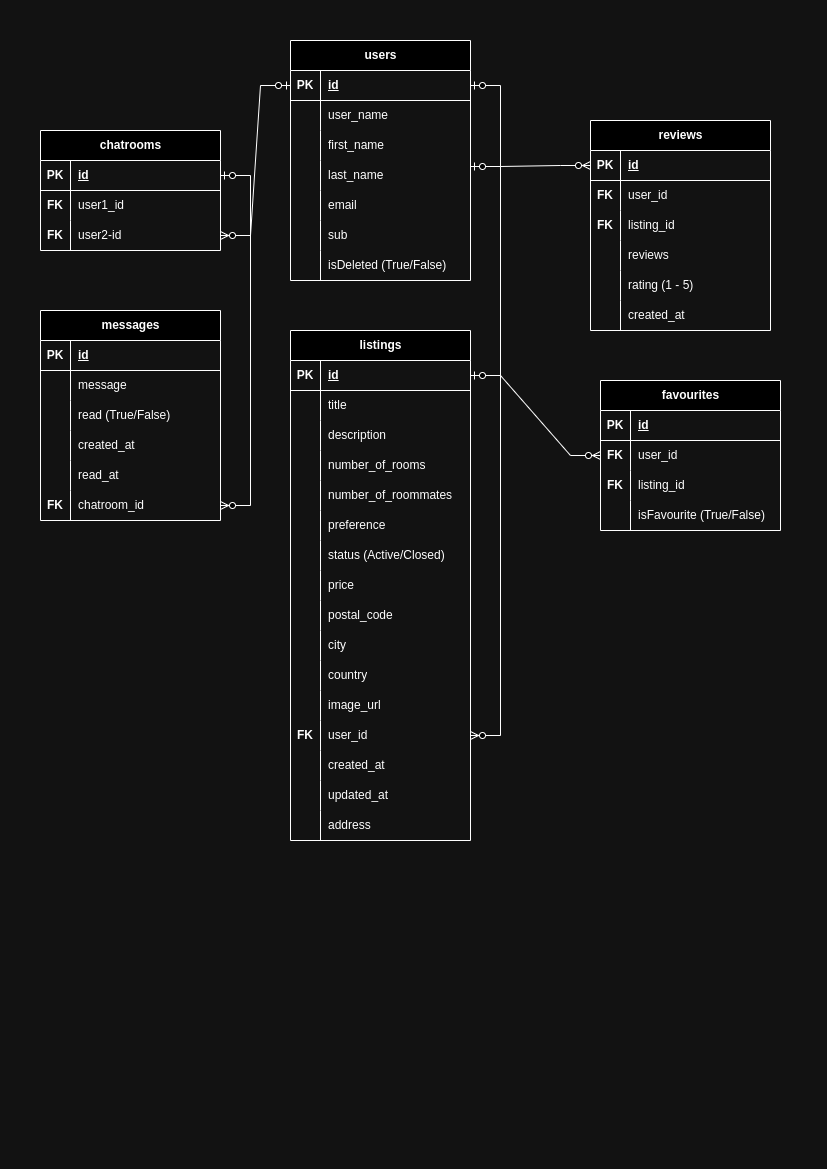 users
PK id
user_name
first_name
last_name
email
sub
isDeleted (True/False)
chatrooms
PK id
FK user1_id
FK user2-id
reviews
PK id
FK user_id
FK listing_id
reviews
rating (1 - 5)
created_at
messages
PK id
message
read (True/False)
created_at
read_at
FK chatroom_id
listings
PK id
title
description
number_of_rooms
number_of_roommates
preference
status (Active/Closed)
price
postal_code
city
country
image_url
FK user_id
created_at
updated_at
address
favourites
PK id
FK user_id
FK listing_id
isFavourite (True/False)